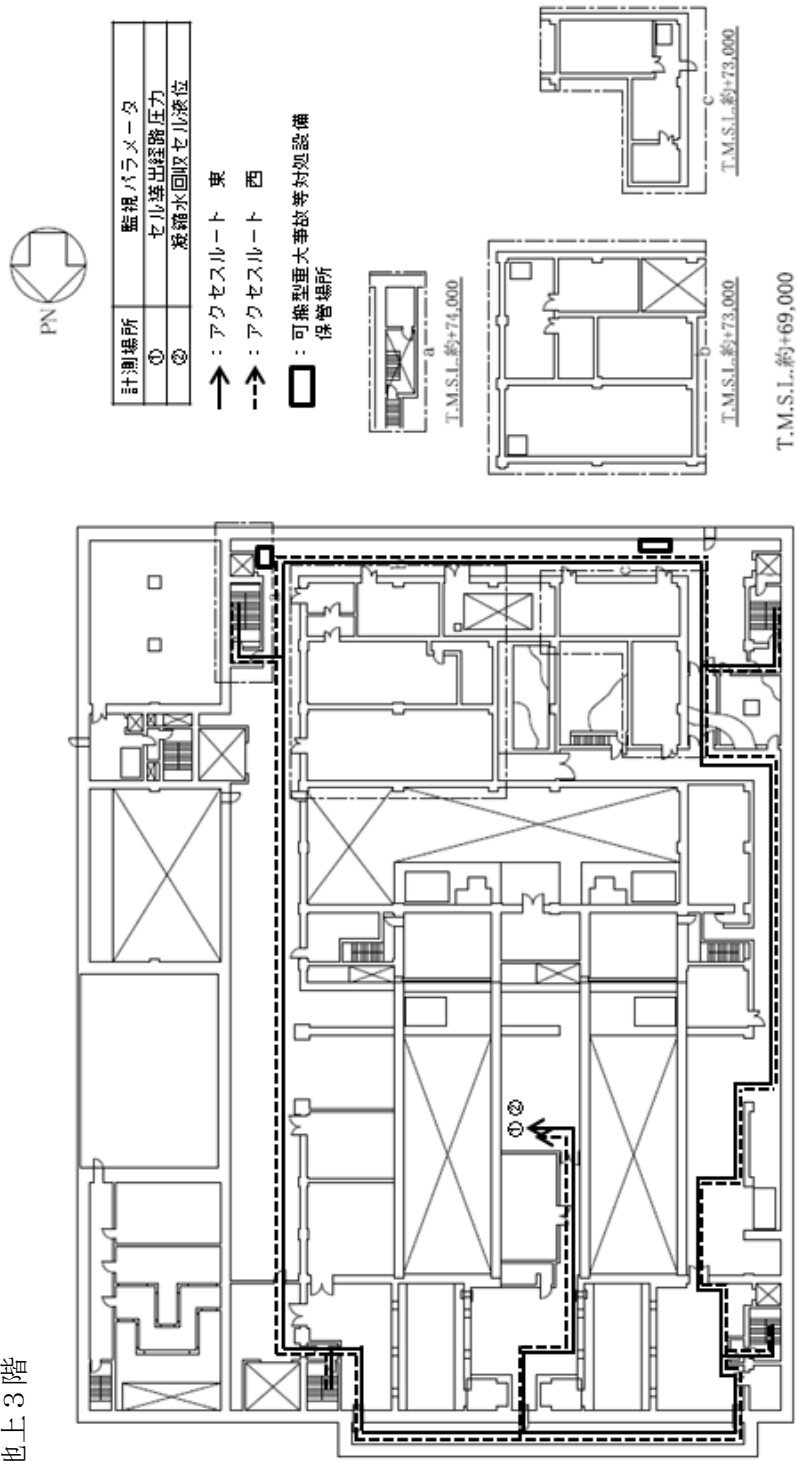 地上3階
PN
計測場所 監視パラメータ
① セル導出経路圧力
② 凝縮水回収セル液位
:アクセスルート 東
:アクセスルート 西
:可搬型重大事故等対処設備
保管場所
a
T.M.S.L.約+74,000
b
T.M.S.L.約+73,000
c
T.M.S.L.約+73,000
T.M.S.L.約+69,000
a
b
c
①②